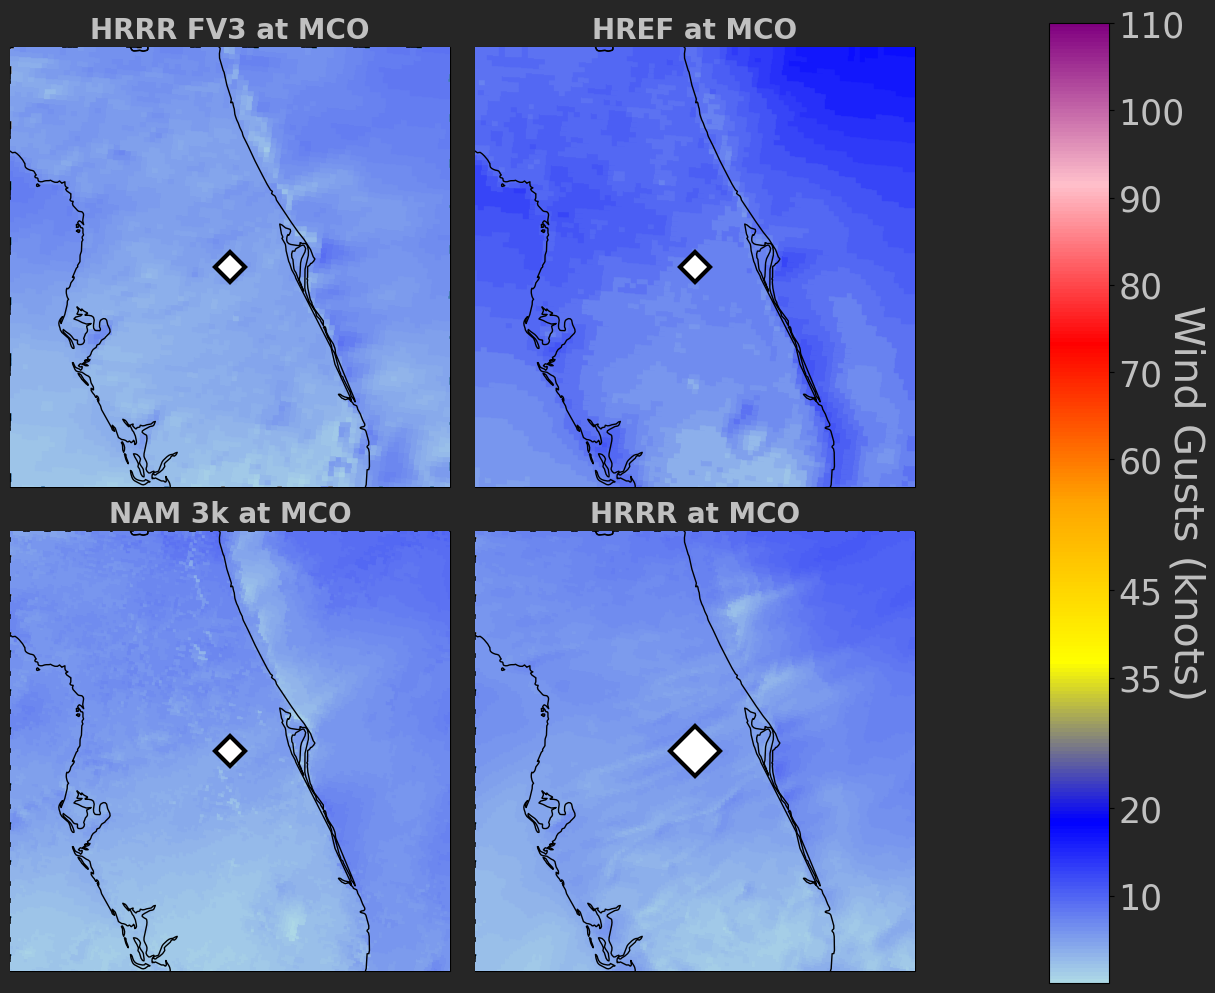 HRRR FV3 at MCO
HREF at MCO
NAM 3k at MCO
HRRR at MCO
110
100
90
80
70
60
45
35
20
10
Wind Gusts (knots)